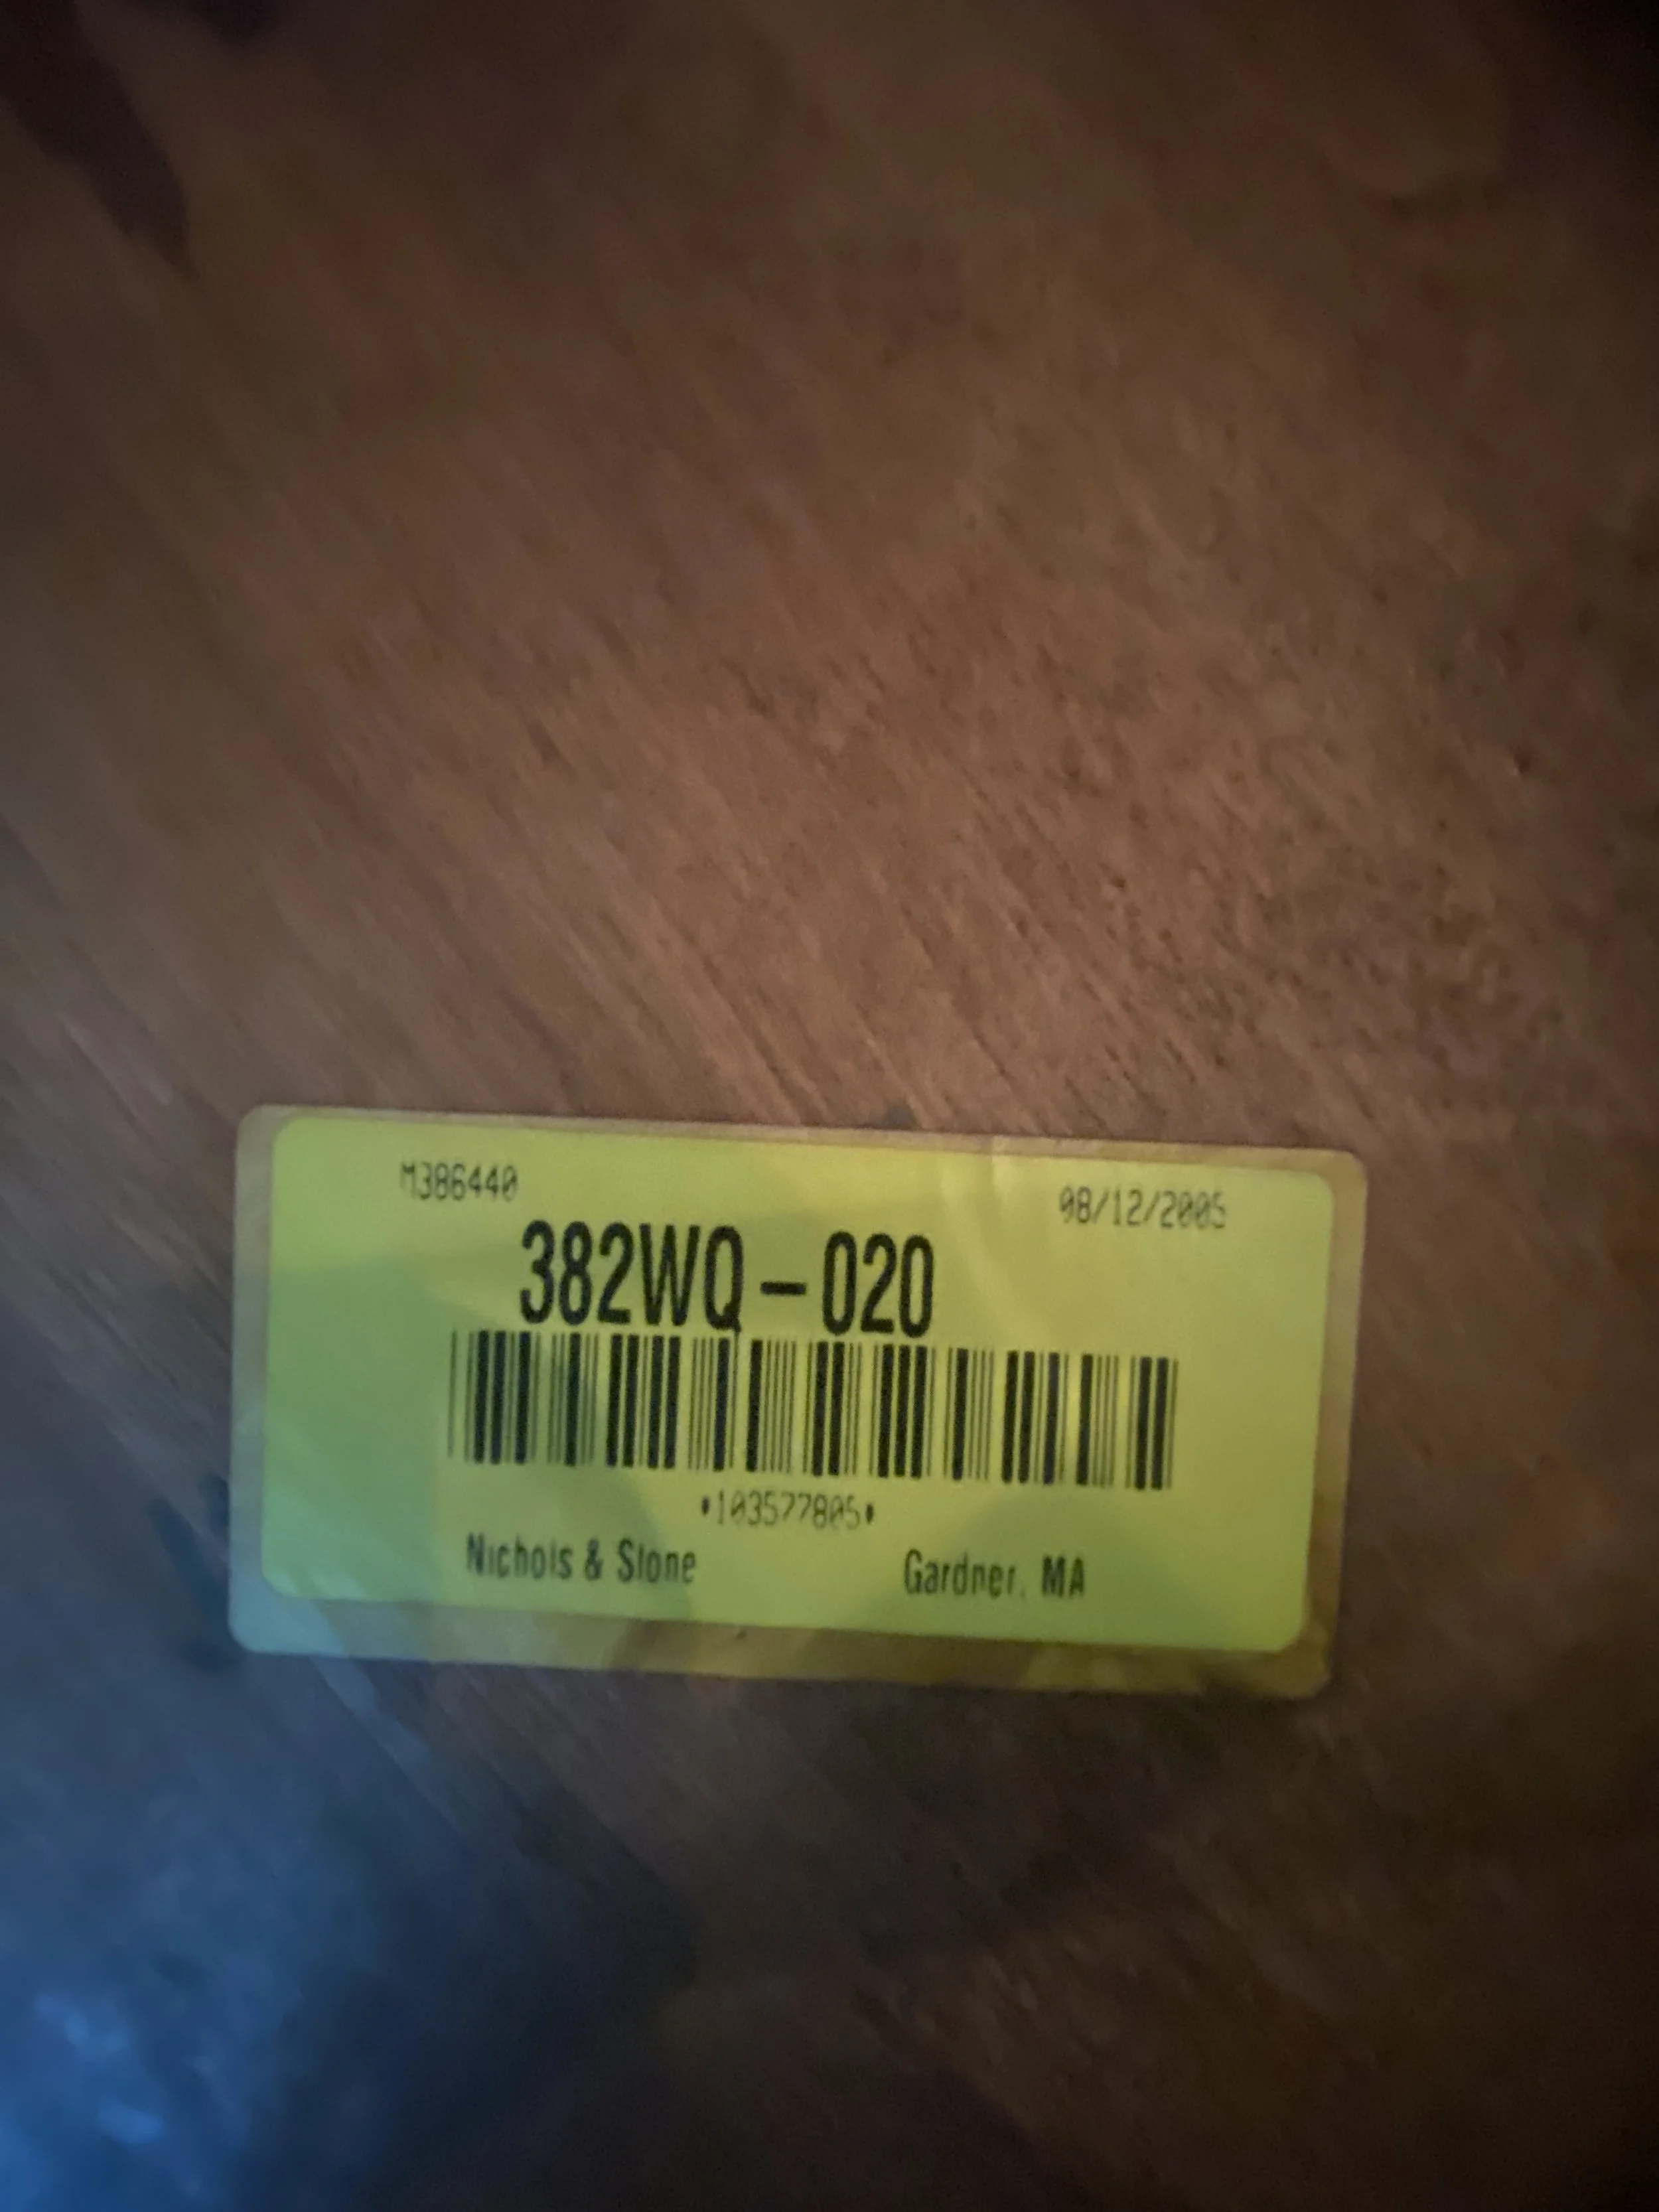 M386440 08/12/2005
382WQ-020
*103577805*
Nichols & Stone Gardner, MA